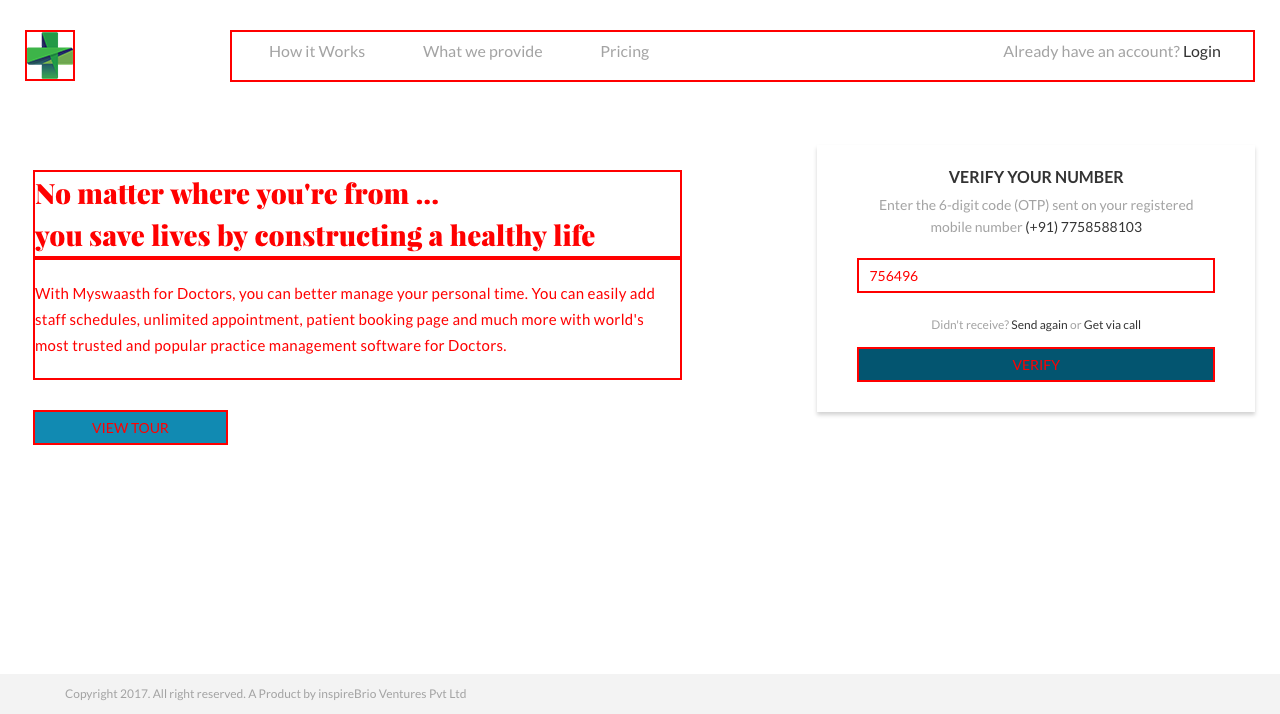 How it Works
What we provide
Pricing
Already have an account? Login
No matter where you're from ...
you save lives by constructing a healthy life
With Myswaasth for Doctors, you can better manage your personal time. You can easily add
staff schedules, unlimited appointment, patient booking page and much more with world's
most trusted and popular practice management software for Doctors.
VIEW TOUR
VERIFY YOUR NUMBER
Enter the 6-digit code (OTP) sent on your registered
mobile number (+91) 7758588103
756496
Didn't receive? Send again or Get via call
VERIFY
Copyright 2017. All right reserved. A Product by inspireBrio Ventures Pvt Ltd